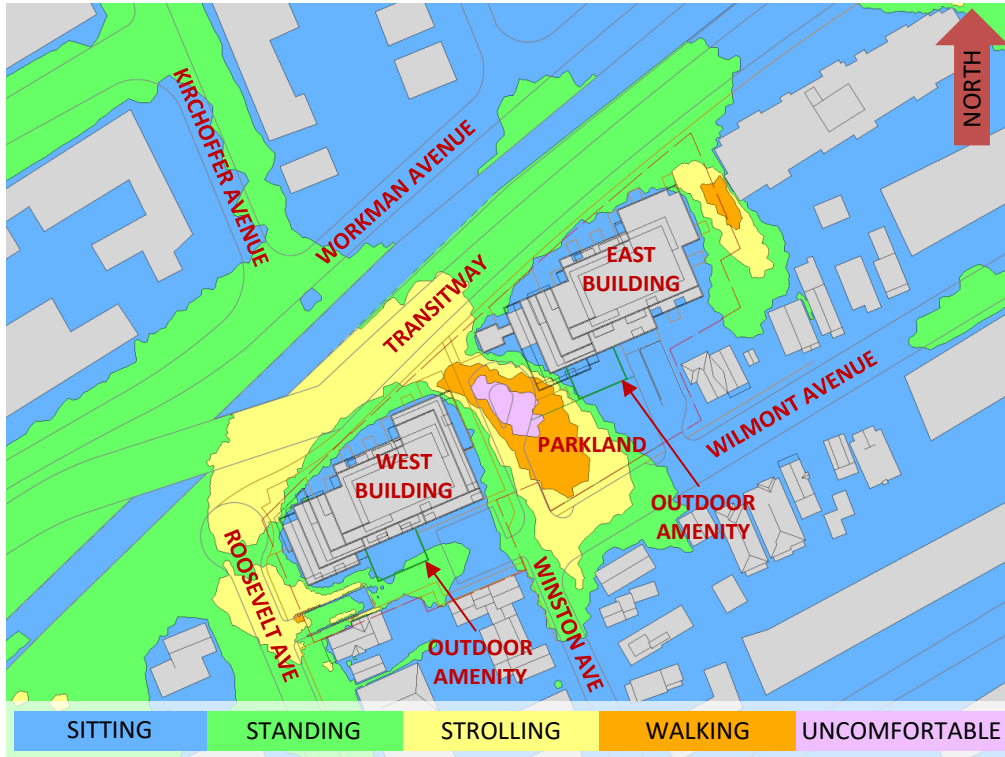 NORTH
KIRCHOFFER AVENUE
WORKMAN AVENUE
TRANSITWAY
EAST
BUILDING
WILMONT AVENUE
PARKLAND
WEST
BUILDING
OUTDOOR
AMENITY
ROOSEVELT AVE
WINSTON AVE
OUTDOOR
AMENITY
SITTING
STANDING
STROLLING
WALKING
UNCOMFORTABLE